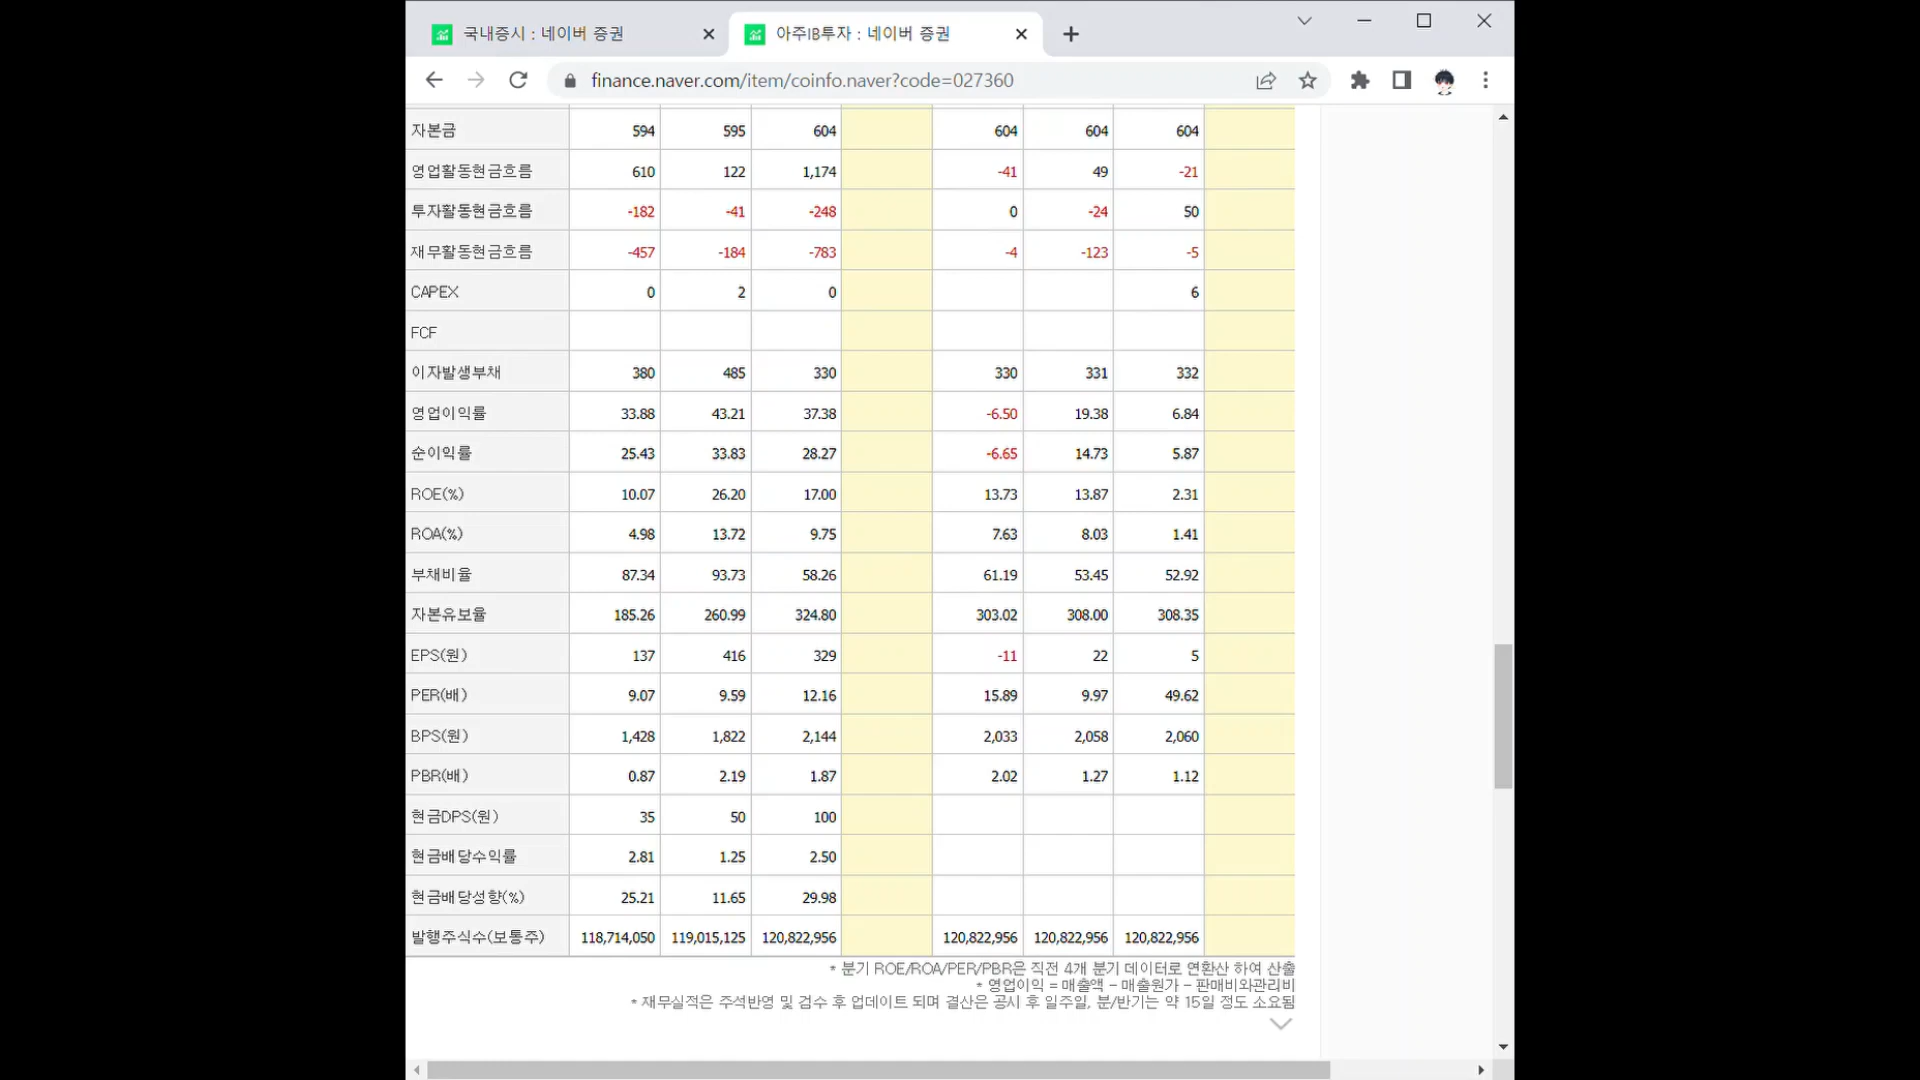 국내증시 : 네이버 증권
아주IB투자 : 네이버 증권
finance.naver.com/item/coinfo.naver?code=027360
자본금 594 595 604 604 604 604
영업활동현금흐름 610 122 1,174 -41 49 -21
투자활동현금흐름 -182 -41 -248 0 -24 50
재무활동현금흐름 -457 -184 -783 -4 -123 -5
CAPEX 0 2 0 6
FCF
이자발생부채 380 485 330 330 331 332
영업이익률 33.88 43.21 37.38 -6.50 19.38 6.84
순이익률 25.43 33.83 28.27 -6.65 14.73 5.87
ROE(%) 10.07 26.20 17.00 13.73 13.87 2.31
ROA(%) 4.98 13.72 9.75 7.63 8.03 1.41
부채비율 87.34 93.73 58.26 61.19 53.45 52.92
자본유보율 185.26 260.99 324.80 303.02 308.00 308.35
EPS(원) 137 416 329 -11 22 5
PER(배) 9.07 9.59 12.16 15.89 9.97 49.62
BPS(원) 1,428 1,822 2,144 2,033 2,058 2,060
PBR(배) 0.87 2.19 1.87 2.02 1.27 1.12
현금DPS(원) 35 50 100
현금배당수익률 2.81 1.25 2.50
현금배당성향(%) 25.21 11.65 29.98
발행주식수(보통주) 118,714,050 119,015,125 120,822,956 120,822,956 120,822,956 120,822,956
* 분기 ROE/ROA/PER/PBR은 직전 4개 분기 데이터로 연환산 하여 산출
* 영업이익 = 매출액 - 매출원가 - 판매비와관리비
* 재무실적은 주석반영 및 검수 후 업데이트 되며 결산은 공시 후 일주일, 분/반기는 약 15일 정도 소요됨